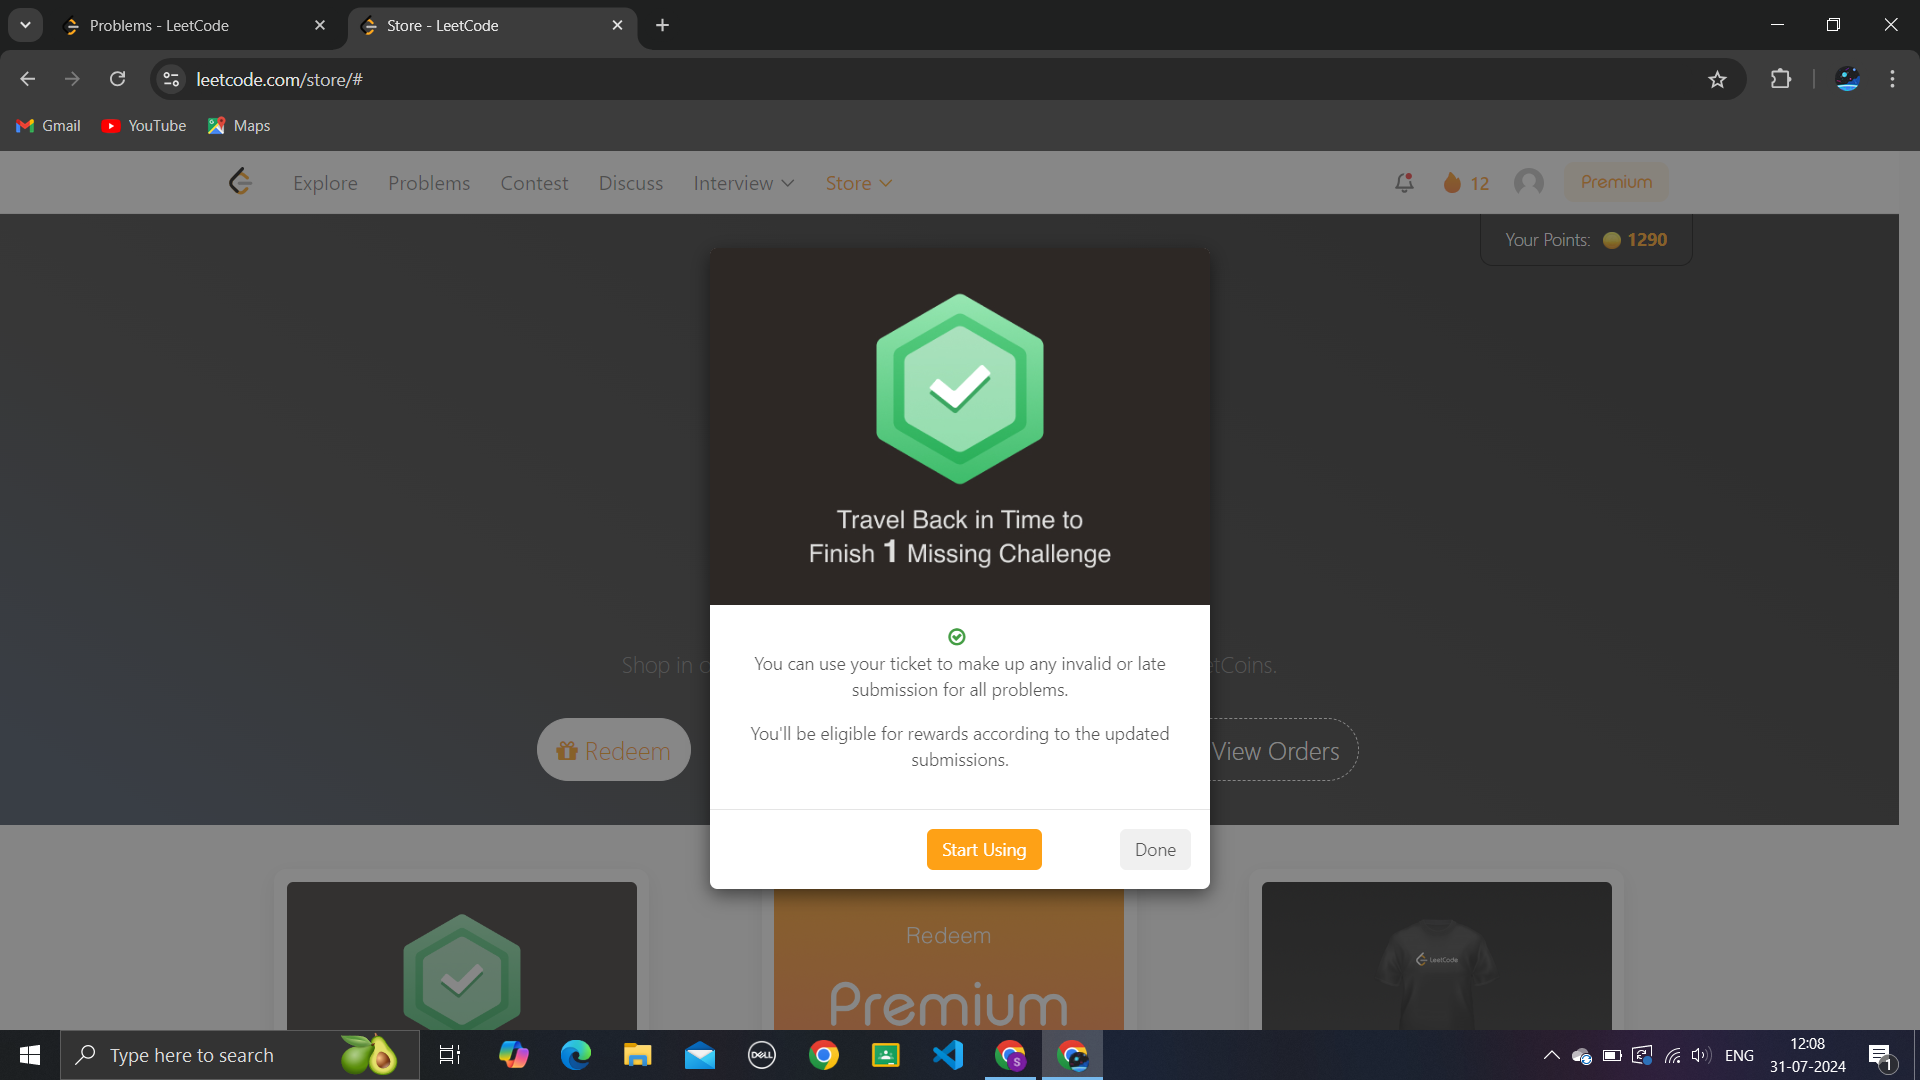 Problems - LeetCode
Store - LeetCode
leetcode.com/store/#
Gmail
YouTube
Maps
Explore
Problems
Contest
Discuss
Interview
Store
12
Premium
Your Points: 1290
Travel Back in Time to
Finish 1 Missing Challenge
Shop in
You can use your ticket to make up any invalid or late
submission for all problems.
You'll be eligible for rewards according to the updated
submissions.
Redeem
View Orders
Start Using
Done
Redeem
Premium
LeetCode
Type here to search
DELL
S
ENG
12:08
31-07-2024
1